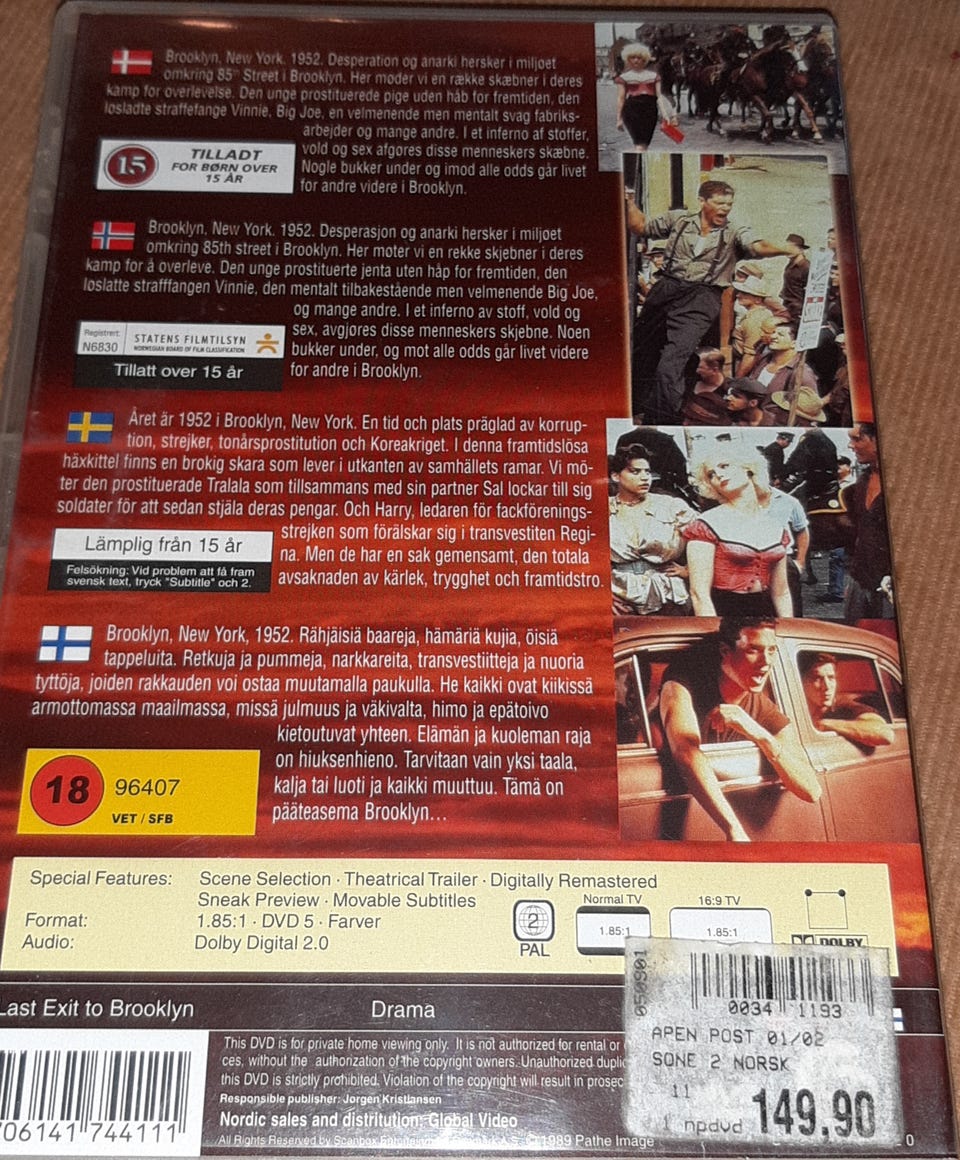 Brooklyn, New York. 1952. Desperation og anarki hersker i miljøet
omkring 85th Street i Brooklyn. Her møder vi en række skæbner i deres
kamp for overlevelse. Den unge prostituerede pige uden håb for fremtiden, den
løsladte straffefange Vinnie, Big Joe, en velmenende men mentalt svag fabriks-
arbejder og mange andre. I et inferno af stoffer,
vold og sex afgøres disse menneskers skæbne.
Nogle bukker under og imod alle odds går livet
for andre videre i Brooklyn.
15
TILLADT
FOR BØRN OVER
15 ÅR
Brooklyn, New York. 1952. Desperasjon og anarki hersker i miljøet
omkring 85th street i Brooklyn. Her møter vi en rekke skjebner i deres
kamp for å overleve. Den unge prostituerte jenta uten håp for fremtiden, den
løslatte strafffangen Vinnie, den mentalt tilbakestående men velmenende Big Joe,
og mange andre. I et inferno av stoff, vold og
sex, avgjøres disse menneskers skjebne. Noen
bukker under, og mot alle odds går livet videre
for andre i Brooklyn.
Registrert:
N6830
STATENS FILMTILSYN
NORWEGIAN BOARD OF FILM CLASSIFICATION
Tillatt over 15 år
Året är 1952 i Brooklyn, New York. En tid och plats präglad av korrup-
tion, strejker, tonårsprostitution och Koreakriget. I denna framtidslösa
häxkittel finns en brokig skara som lever i utkanten av samhällets ramar. Vi mö-
ter den prostituerade Tralala som tillsammans med sin partner Sal lockar till sig
soldater för att sedan stjäla deras pengar. Och Harry, ledaren för fackförenings-
strejken som förälskar sig i transvestiten Regi-
na. Men de har en sak gemensamt, den totala
avsaknaden av kärlek, trygghet och framtidstro.
Lämplig från 15 år
Felsökning: Vid problem att få fram
svensk text, tryck "Subtitle" och 2.
Brooklyn, New York, 1952. Rähjäisiä baareja, hämäriä kujia, öisiä
tappeluita. Retkuja ja pummeja, narkkareita, transvestiitteja ja nuoria
tyttöjä, joiden rakkauden voi ostaa muutamalla paukulla. He kaikki ovat kiikissä
armottomassa maailmassa, missä julmuus ja väkivalta, himo ja epätoivo
kietoutuvat yhteen. Elämän ja kuoleman raja
on hiuksenhieno. Tarvitaan vain yksi taala,
kalja tai luoti ja kaikki muuttuu. Tämä on
pääteasema Brooklyn...
18
96407
VET / SFB
Special Features: Scene Selection · Theatrical Trailer · Digitally Remastered
Sneak Preview · Movable Subtitles
Format: 1.85:1 · DVD 5 · Farver
Audio: Dolby Digital 2.0
2
PAL
Normal TV
1.85:1
16:9 TV
1.85:1
DOLBY
Last Exit to Brooklyn
Drama
This DVD is for private home viewing only. It is not authorized for rental or
ces, without the authorization of the copyright owners. Unauthorized duplic
this DVD is strictly prohibited. Violation of the copyright will result in prosec
Responsible publisher: Jørgen Kristiansen
Nordic sales and distritution: Global Video
All Rights Reserved by Scanbox Entertainment Denmark A.S. © 1989 Pathe Image
06141 744111
050901
0034 1193
APEN POST 01/02
SONE 2 NORSK
11
1 npdvd
149.90